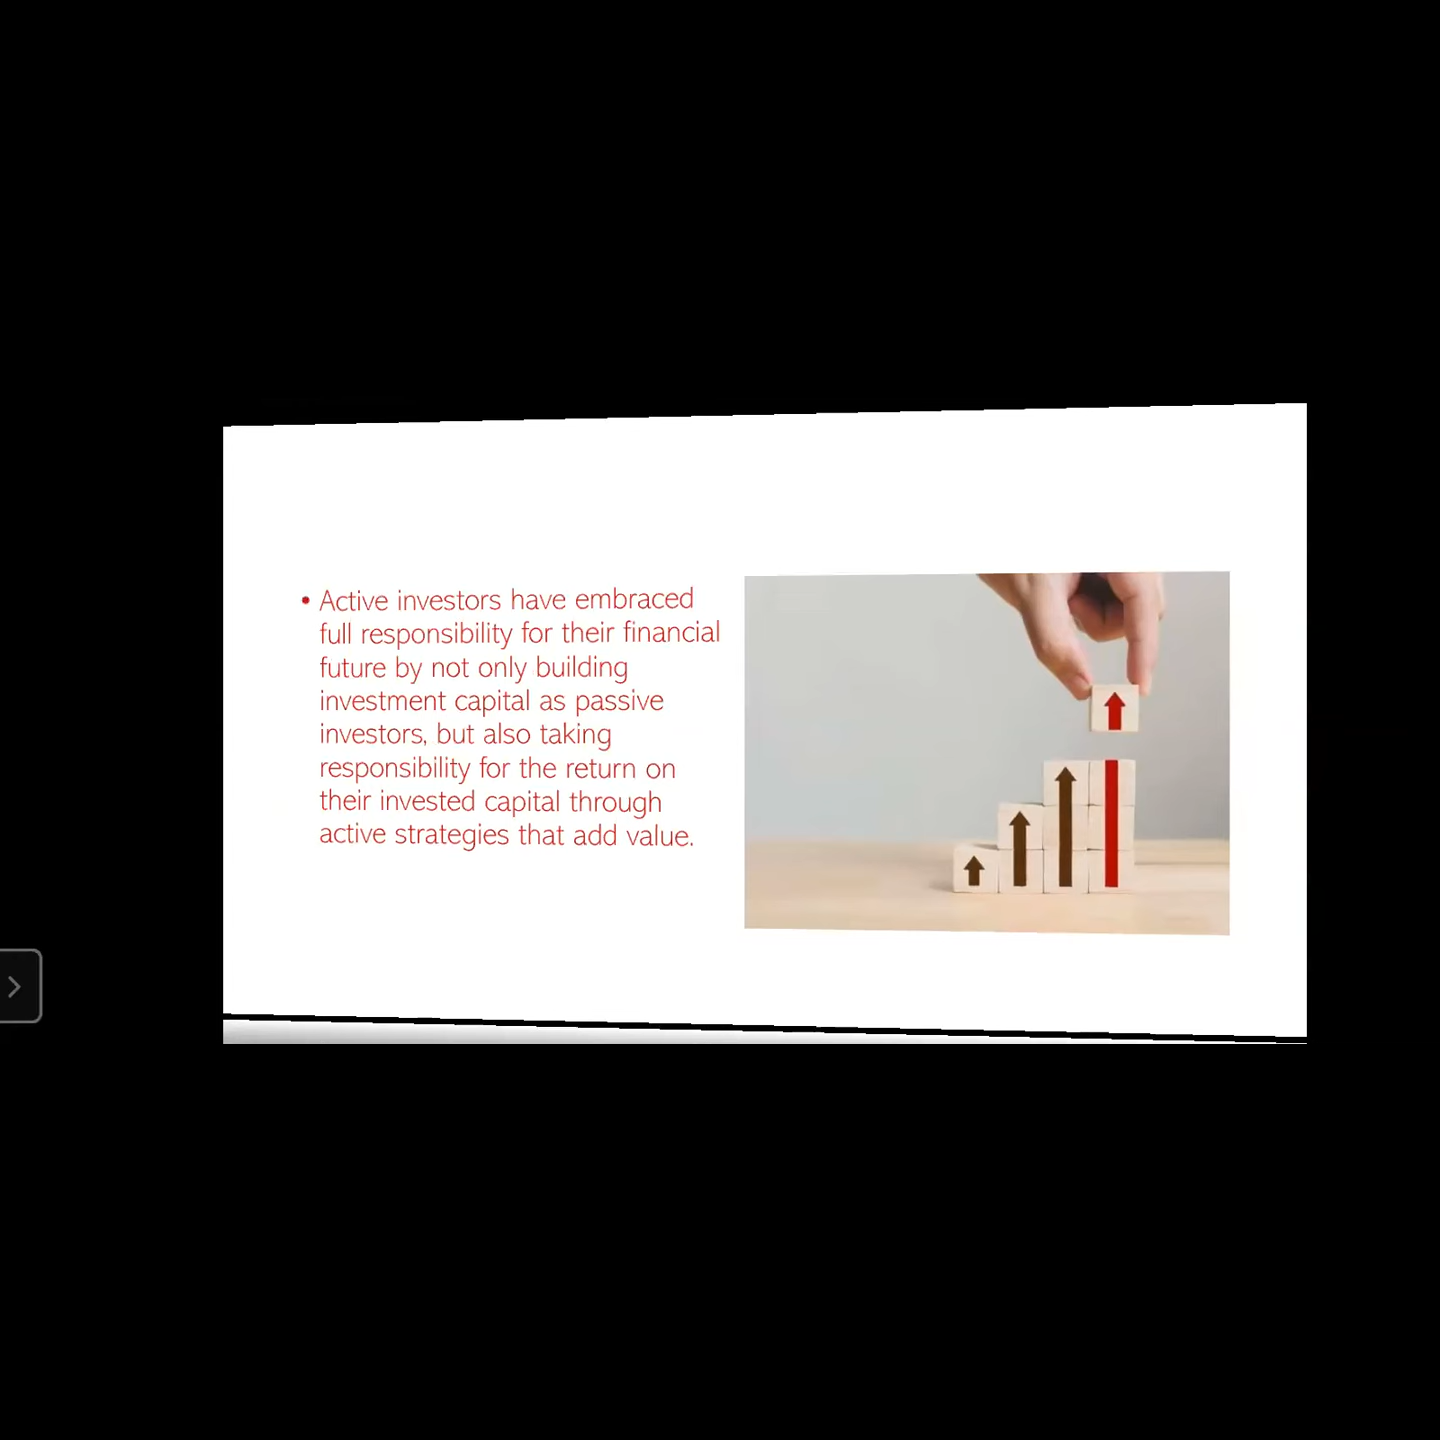 • Active investors have embraced
full responsibility for their financial
future by not only building
investment capital as passive
investors, but also taking
responsibility for the return on
their invested capital through
active strategies that add value.